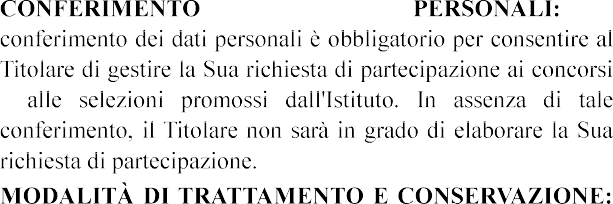 CONFERIMENTO PERSONALI:
conferimento dei dati personali è obbligatorio per consentire al
Titolare di gestire la Sua richiesta di partecipazione ai concorsi
alle selezioni promossi dall'Istituto. In assenza di tale
conferimento, il Titolare non sarà in grado di elaborare la Sua
richiesta di partecipazione.
MODALITÀ DI TRATTAMENTO E CONSERVAZIONE: